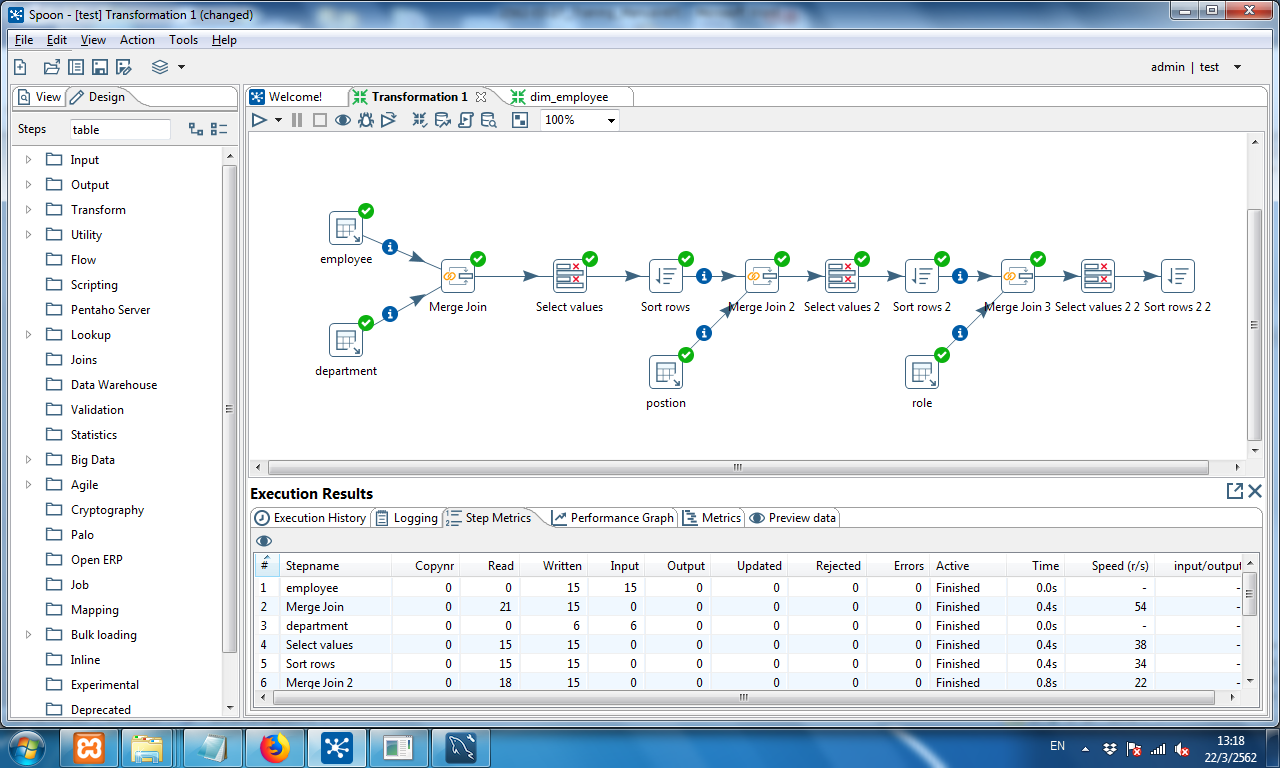 Spoon - [test] Transformation 1 (changed)
File Edit View Action Tools Help
admin | test
View Design
Welcome! Transformation 1 dim_employee
Steps table
100%
Input
Output
Transform
Utility
Flow
Scripting
Pentaho Server
Lookup
Joins
Data Warehouse
Validation
Statistics
Big Data
Agile
Cryptography
Palo
Open ERP
Job
Mapping
Bulk loading
Inline
Experimental
Deprecated
employee
Merge Join Select values Sort rows Merge Join 2 Select values 2 Sort rows 2 Merge Join 3 Select values 2 2 Sort rows 2 2
department
postion role
Execution Results
Execution History Logging Step Metrics Performance Graph Metrics Preview data
# Stepname Copynr Read Written Input Output Updated Rejected Errors Active Time Speed (r/s) input/output
1 employee 0 0 15 15 0 0 0 0 Finished 0.0s - -
2 Merge Join 0 21 15 0 0 0 0 0 Finished 0.4s 54 -
3 department 0 0 6 6 0 0 0 0 Finished 0.0s - -
4 Select values 0 15 15 0 0 0 0 0 Finished 0.4s 38 -
5 Sort rows 0 15 15 0 0 0 0 0 Finished 0.4s 34 -
6 Merge Join 2 0 18 15 0 0 0 0 0 Finished 0.8s 22 -
EN 13:18
22/3/2562